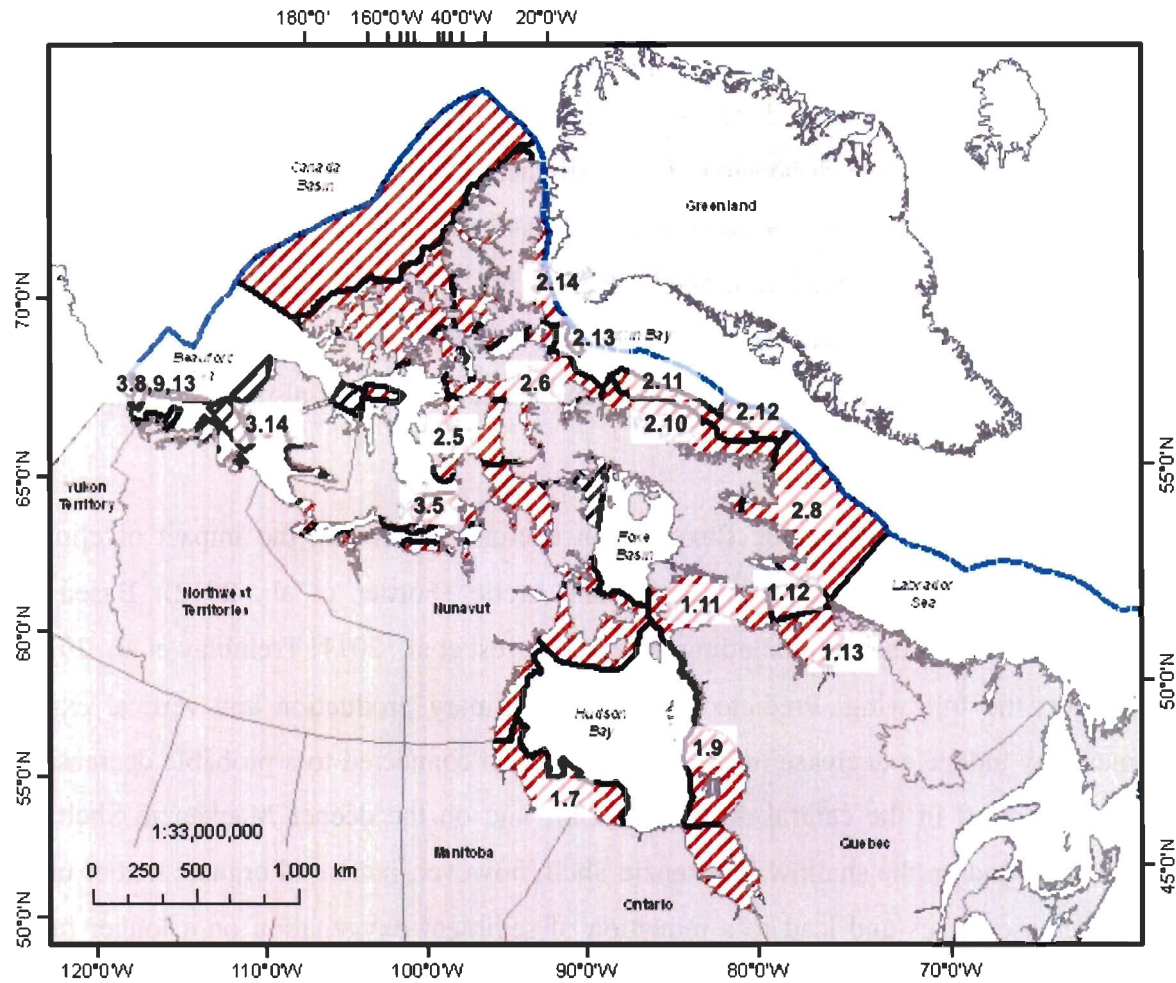 180°0' 160°0'W 40°0'W 20°0'W
Canada
Basin
Greenland
70°0'N
2.14
2.13
Bay
Beaufort
3.8,9,13
2.6
2.11
2.12
3.14
2.5
2.10
65°0'N
55°0'N
Yukon
Territory
3.5
2.8
Foxe
Basin
Northwest
Territories
Nunavut
1.11
1.12
Labrador
Sea
60°0'N
1.13
50°0'N
Hudson
Bay
1.9
55°0'N
1.7
1:33,000,000
0 250 500 1,000 km
Manitoba
Quebec
45°0'N
Ontario
50°0'N
120°0'W 110°0'W 100°0'W 90°0'W 80°0'W 70°0'W